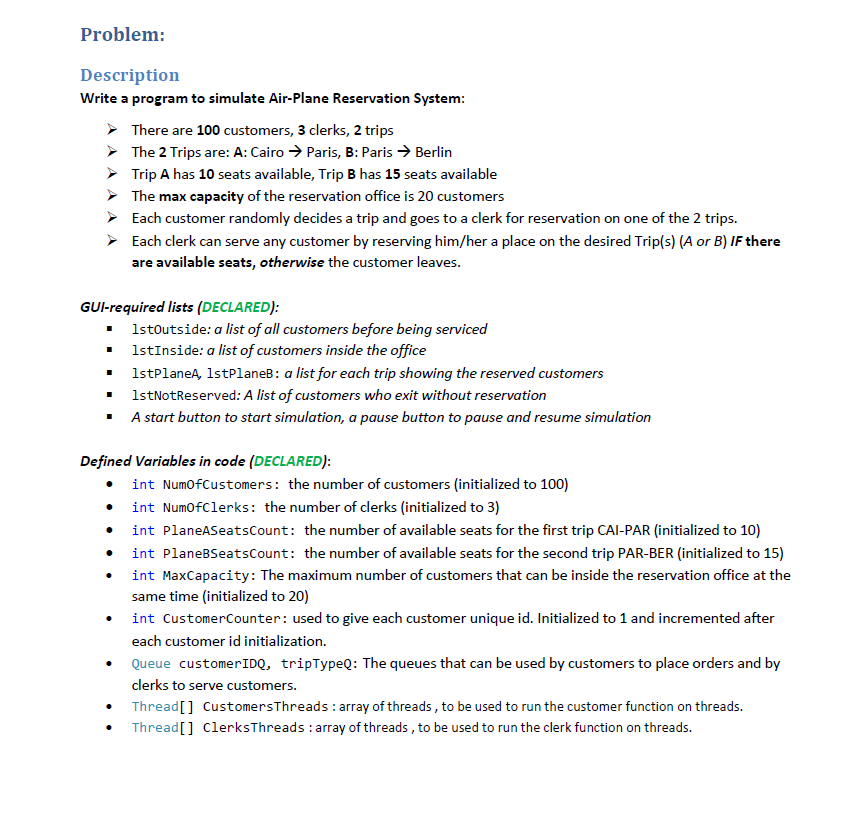 Problem:
Description
Write a program to simulate Air-Plane Reservation System:
➢ There are 100 customers, 3 clerks, 2 trips
➢ The 2 Trips are: A: Cairo → Paris, B: Paris → Berlin
➢ Trip A has 10 seats available, Trip B has 15 seats available
➢ The max capacity of the reservation office is 20 customers
➢ Each customer randomly decides a trip and goes to a clerk for reservation on one of the 2 trips.
➢ Each clerk can serve any customer by reserving him/her a place on the desired Trip(s) (A or B) IF there
are available seats, otherwise the customer leaves.
GUI-required lists (DECLARED):
▪ lstOutside: a list of all customers before being serviced
▪ lstInside: a list of customers inside the office
▪ lstPlaneA, lstPlaneB: a list for each trip showing the reserved customers
▪ lstNotReserved: A list of customers who exit without reservation
▪ A start button to start simulation, a pause button to pause and resume simulation
Defined Variables in code (DECLARED):
• int NumOfCustomers: the number of customers (initialized to 100)
• int NumOfClerks: the number of clerks (initialized to 3)
• int PlaneASeatsCount: the number of available seats for the first trip CAI-PAR (initialized to 10)
• int PlaneBSeatsCount: the number of available seats for the second trip PAR-BER (initialized to 15)
• int MaxCapacity: The maximum number of customers that can be inside the reservation office at the
same time (initialized to 20)
• int CustomerCounter: used to give each customer unique id. Initialized to 1 and incremented after
each customer id initialization.
• Queue customerIDQ, tripTypeQ: The queues that can be used by customers to place orders and by
clerks to serve customers.
• Thread[] CustomersThreads : array of threads , to be used to run the customer function on threads.
• Thread[] ClerksThreads : array of threads , to be used to run the clerk function on threads.